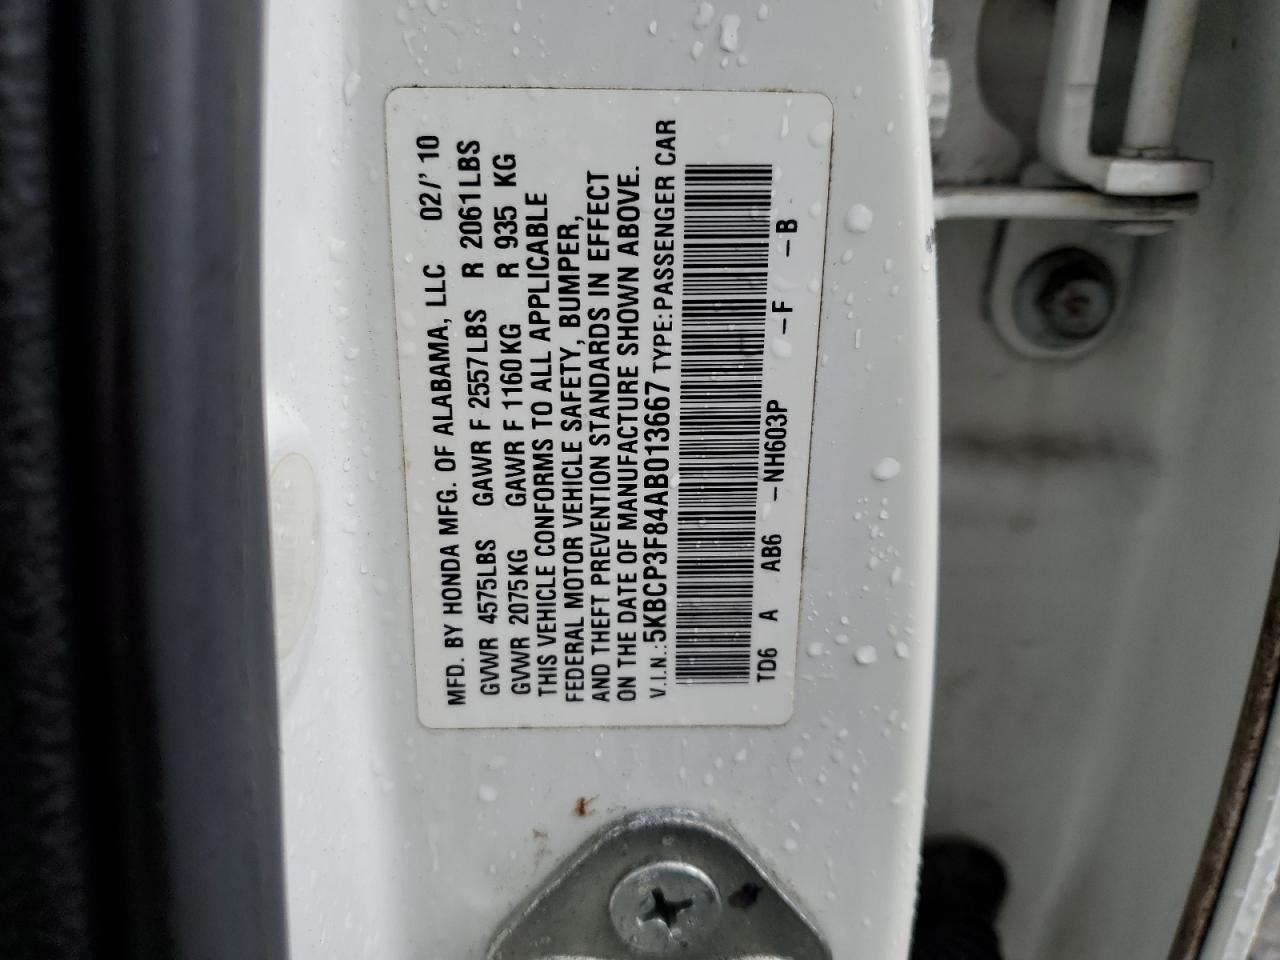 MFD. BY HONDA MFG. OF ALABAMA, LLC 02/'10
GVWR 4575LBS GAWR F 2557LBS R 2061LBS
GVWR 2075KG GAWR F 1160KG R 935 KG
THIS VEHICLE CONFORMS TO ALL APPLICABLE
FEDERAL MOTOR VEHICLE SAFETY, BUMPER,
AND THEFT PREVENTION STANDARDS IN EFFECT
ON THE DATE OF MANUFACTURE SHOWN ABOVE.
V.I.N.:5KBCP3F84AB013667 TYPE:PASSENGER CAR
TD6 A AB6 -NH603P -F -B